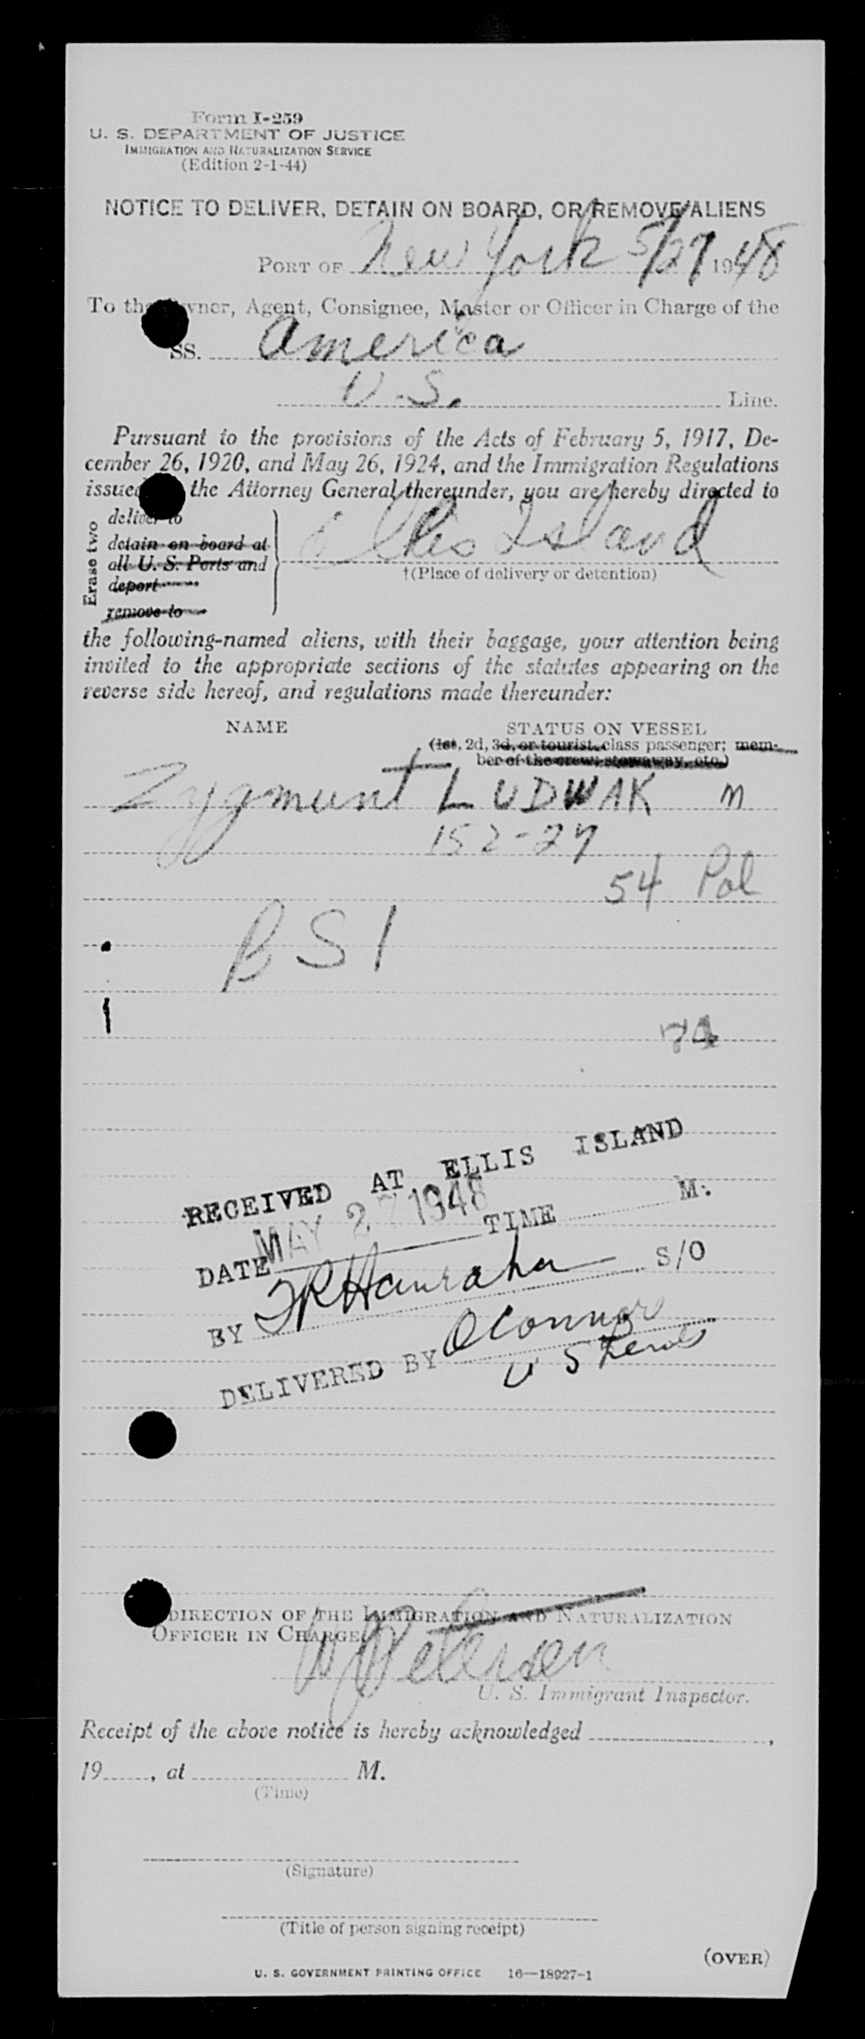 Form I-259
U. S. DEPARTMENT OF JUSTICE
IMMIGRATION AND NATURALIZATION SERVICE
(Edition 2-1-44)
NOTICE TO DELIVER, DETAIN ON BOARD, OR REMOVE ALIENS
PORT OF New York 5/27 1948
To the Owner, Agent, Consignee, Master or Officer in Charge of the
SS. America
U.S. Line.
Pursuant to the provisions of the Acts of February 5, 1917, De-
cember 26, 1920, and May 26, 1924, and the Immigration Regulations
issued the Attorney General thereunder, you are hereby directed to
Erase two
deliver to
detain on board at
all U. S. Ports and
deport
remove to
Ellis Island
†(Place of delivery or detention)
the following-named aliens, with their baggage, your attention being
invited to the appropriate sections of the statutes appearing on the
reverse side hereof, and regulations made thereunder:
NAME STATUS ON VESSEL
(1st, 2d, 3d, or tourist class passenger; mem-
ber of the crew, stowaway, etc.)
Zygmunt LUDWAK M
152-27
54 Pol
BSI
RECEIVED AT ELLIS ISLAND
DATE MAY 27 1948 TIME M.
BY Hanrahan S/O
DELIVERED BY OConnor
U S
DIRECTION OF THE IMMIGRATION AND NATURALIZATION
OFFICER IN CHARGE
Petersen
U. S. Immigrant Inspector.
Receipt of the above notice is hereby acknowledged ,
19 , at M.
(Time)
(Signature)
(Title of person signing receipt)
(OVER)
U. S. GOVERNMENT PRINTING OFFICE 16—18927-1